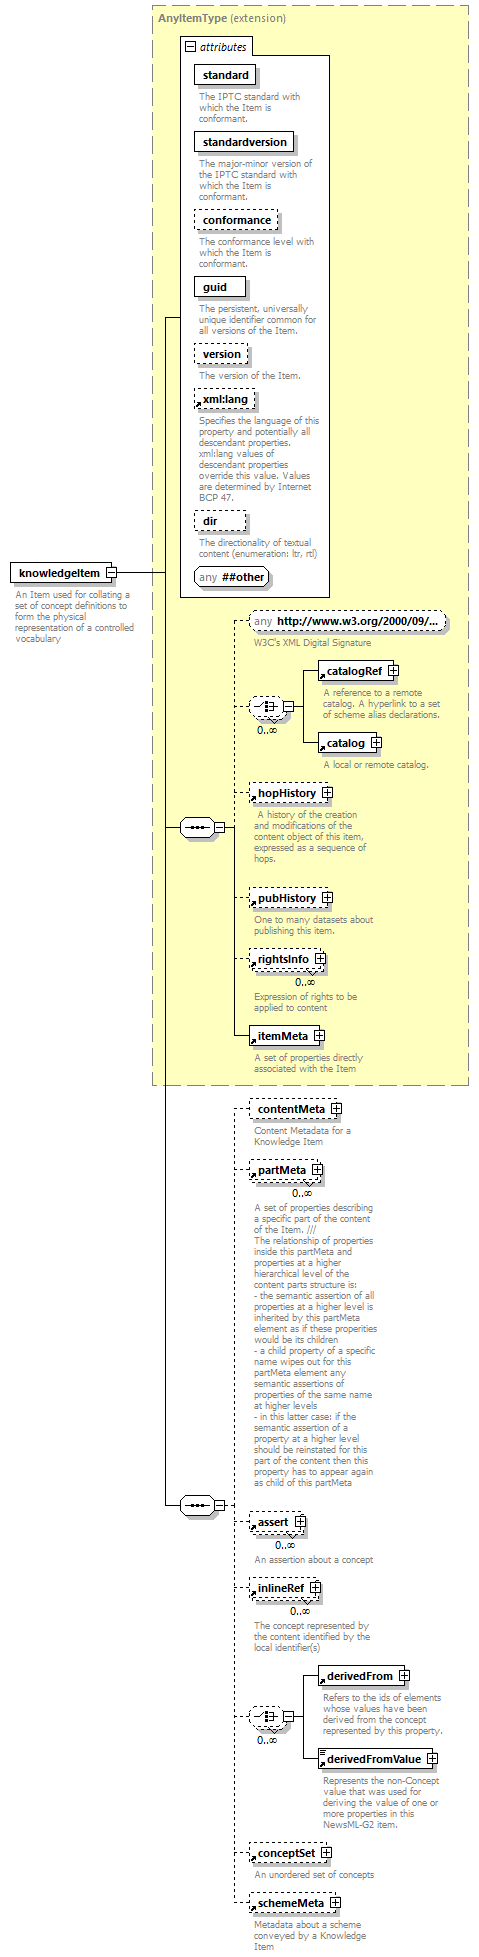 AnyItemType (extension)
attributes
standard
The IPTC standard with
which the Item is
conformant.
standardversion
The major-minor version of
the IPTC standard with
which the Item is
conformant.
conformance
The conformance level with
which the Item is
conformant.
guid
The persistent, universally
unique identifier common for
all versions of the Item.
version
The version of the Item.
xml:lang
Specifies the language of this
property and potentially all
descendant properties.
xml:lang values of
descendant properties
override this value. Values
are determined by Internet
BCP 47.
dir
The directionality of textual
content (enumeration: ltr, rtl)
any ##other
knowledgeItem
An Item used for collating a
set of concept definitions to
form the physical
representation of a controlled
vocabulary
any http://www.w3.org/2000/09/...
W3C's XML Digital Signature
catalogRef
A reference to a remote
catalog. A hyperlink to a set
of scheme alias declarations.
0..∞
catalog
A local or remote catalog.
hopHistory
A history of the creation
and modifications of the
content object of this item,
expressed as a sequence of
hops.
pubHistory
One to many datasets about
publishing this item.
rightsInfo
0..∞
Expression of rights to be
applied to content
itemMeta
A set of properties directly
associated with the Item
contentMeta
Content Metadata for a
Knowledge Item
partMeta
0..∞
A set of properties describing
a specific part of the content
of the Item. ///
The relationship of properties
inside this partMeta and
properties at a higher
hierarchical level of the
content parts structure is:
- the semantic assertion of all
properties at a higher level is
inherited by this partMeta
element as if these properities
would be its children
- a child property of a specific
name wipes out for this
partMeta element any
semantic assertions of
properties of the same name
at higher levels
- in this latter case: if the
semantic assertion of a
property at a higher level
should be reinstated for this
part of the content then this
property has to appear again
as child of this partMeta
assert
0..∞
An assertion about a concept
inlineRef
0..∞
The concept represented by
the content identified by the
local identifier(s)
derivedFrom
Refers to the ids of elements
whose values have been
derived from the concept
represented by this property.
0..∞
derivedFromValue
Represents the non-Concept
value that was used for
deriving the value of one or
more properties in this
NewsML-G2 item.
conceptSet
An unordered set of concepts
schemeMeta
Metadata about a scheme
conveyed by a Knowledge
Item